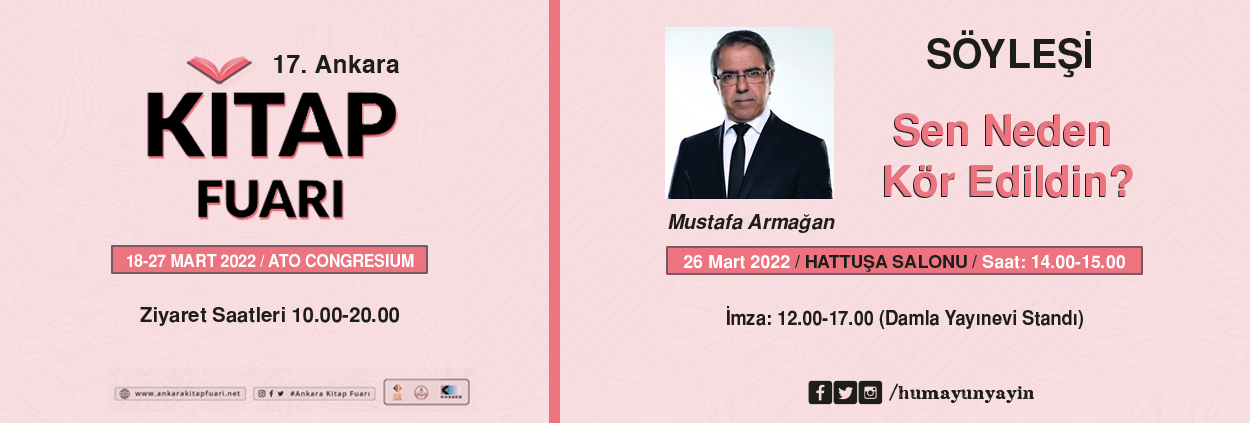 17. Ankara
KİTAP
FUARI
18-27 MART 2022 / ATO CONGRESIUM
Ziyaret Saatleri 10.00-20.00
www.ankarakitapfuari.net
#Ankara Kitap Fuarı
KOSGEB
SÖYLEŞİ
Sen Neden
Kör Edildin?
Mustafa Armağan
26 Mart 2022 / HATTUŞA SALONU / Saat: 14.00-15.00
İmza: 12.00-17.00 (Damla Yayınevi Standı)
/humayunyayin